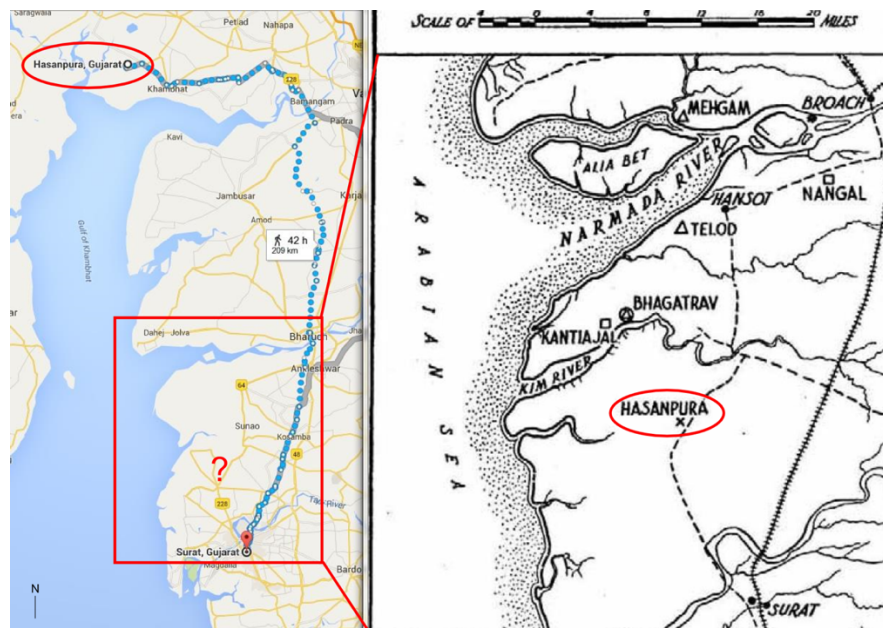 Saragwala
Petlad
Nahapa
Hasanpura, Gujarat
Khambhat
128
Bamangam
Va
Padra
Kavi
Jambusar
Karja
Amod
42 h
209 km
Gulf of Khambhat
Dahej
Jolva
Bharuch
Jha
Ankleshwar
64
Sunao
Kosamba
48
?
228
Tapi River
Surat, Gujarat
Magdalla
Bardo
N
SCALE OF 4 0 4 8 12 16 20 MILES
MEHGAM
BROACH
ALIA BET
NARMADA RIVER
HANSOT
NANGAL
TELOD
ARABIAN SEA
BHAGATRAV
KANTIAJAL
KIM RIVER
HASANPURA
SURAT